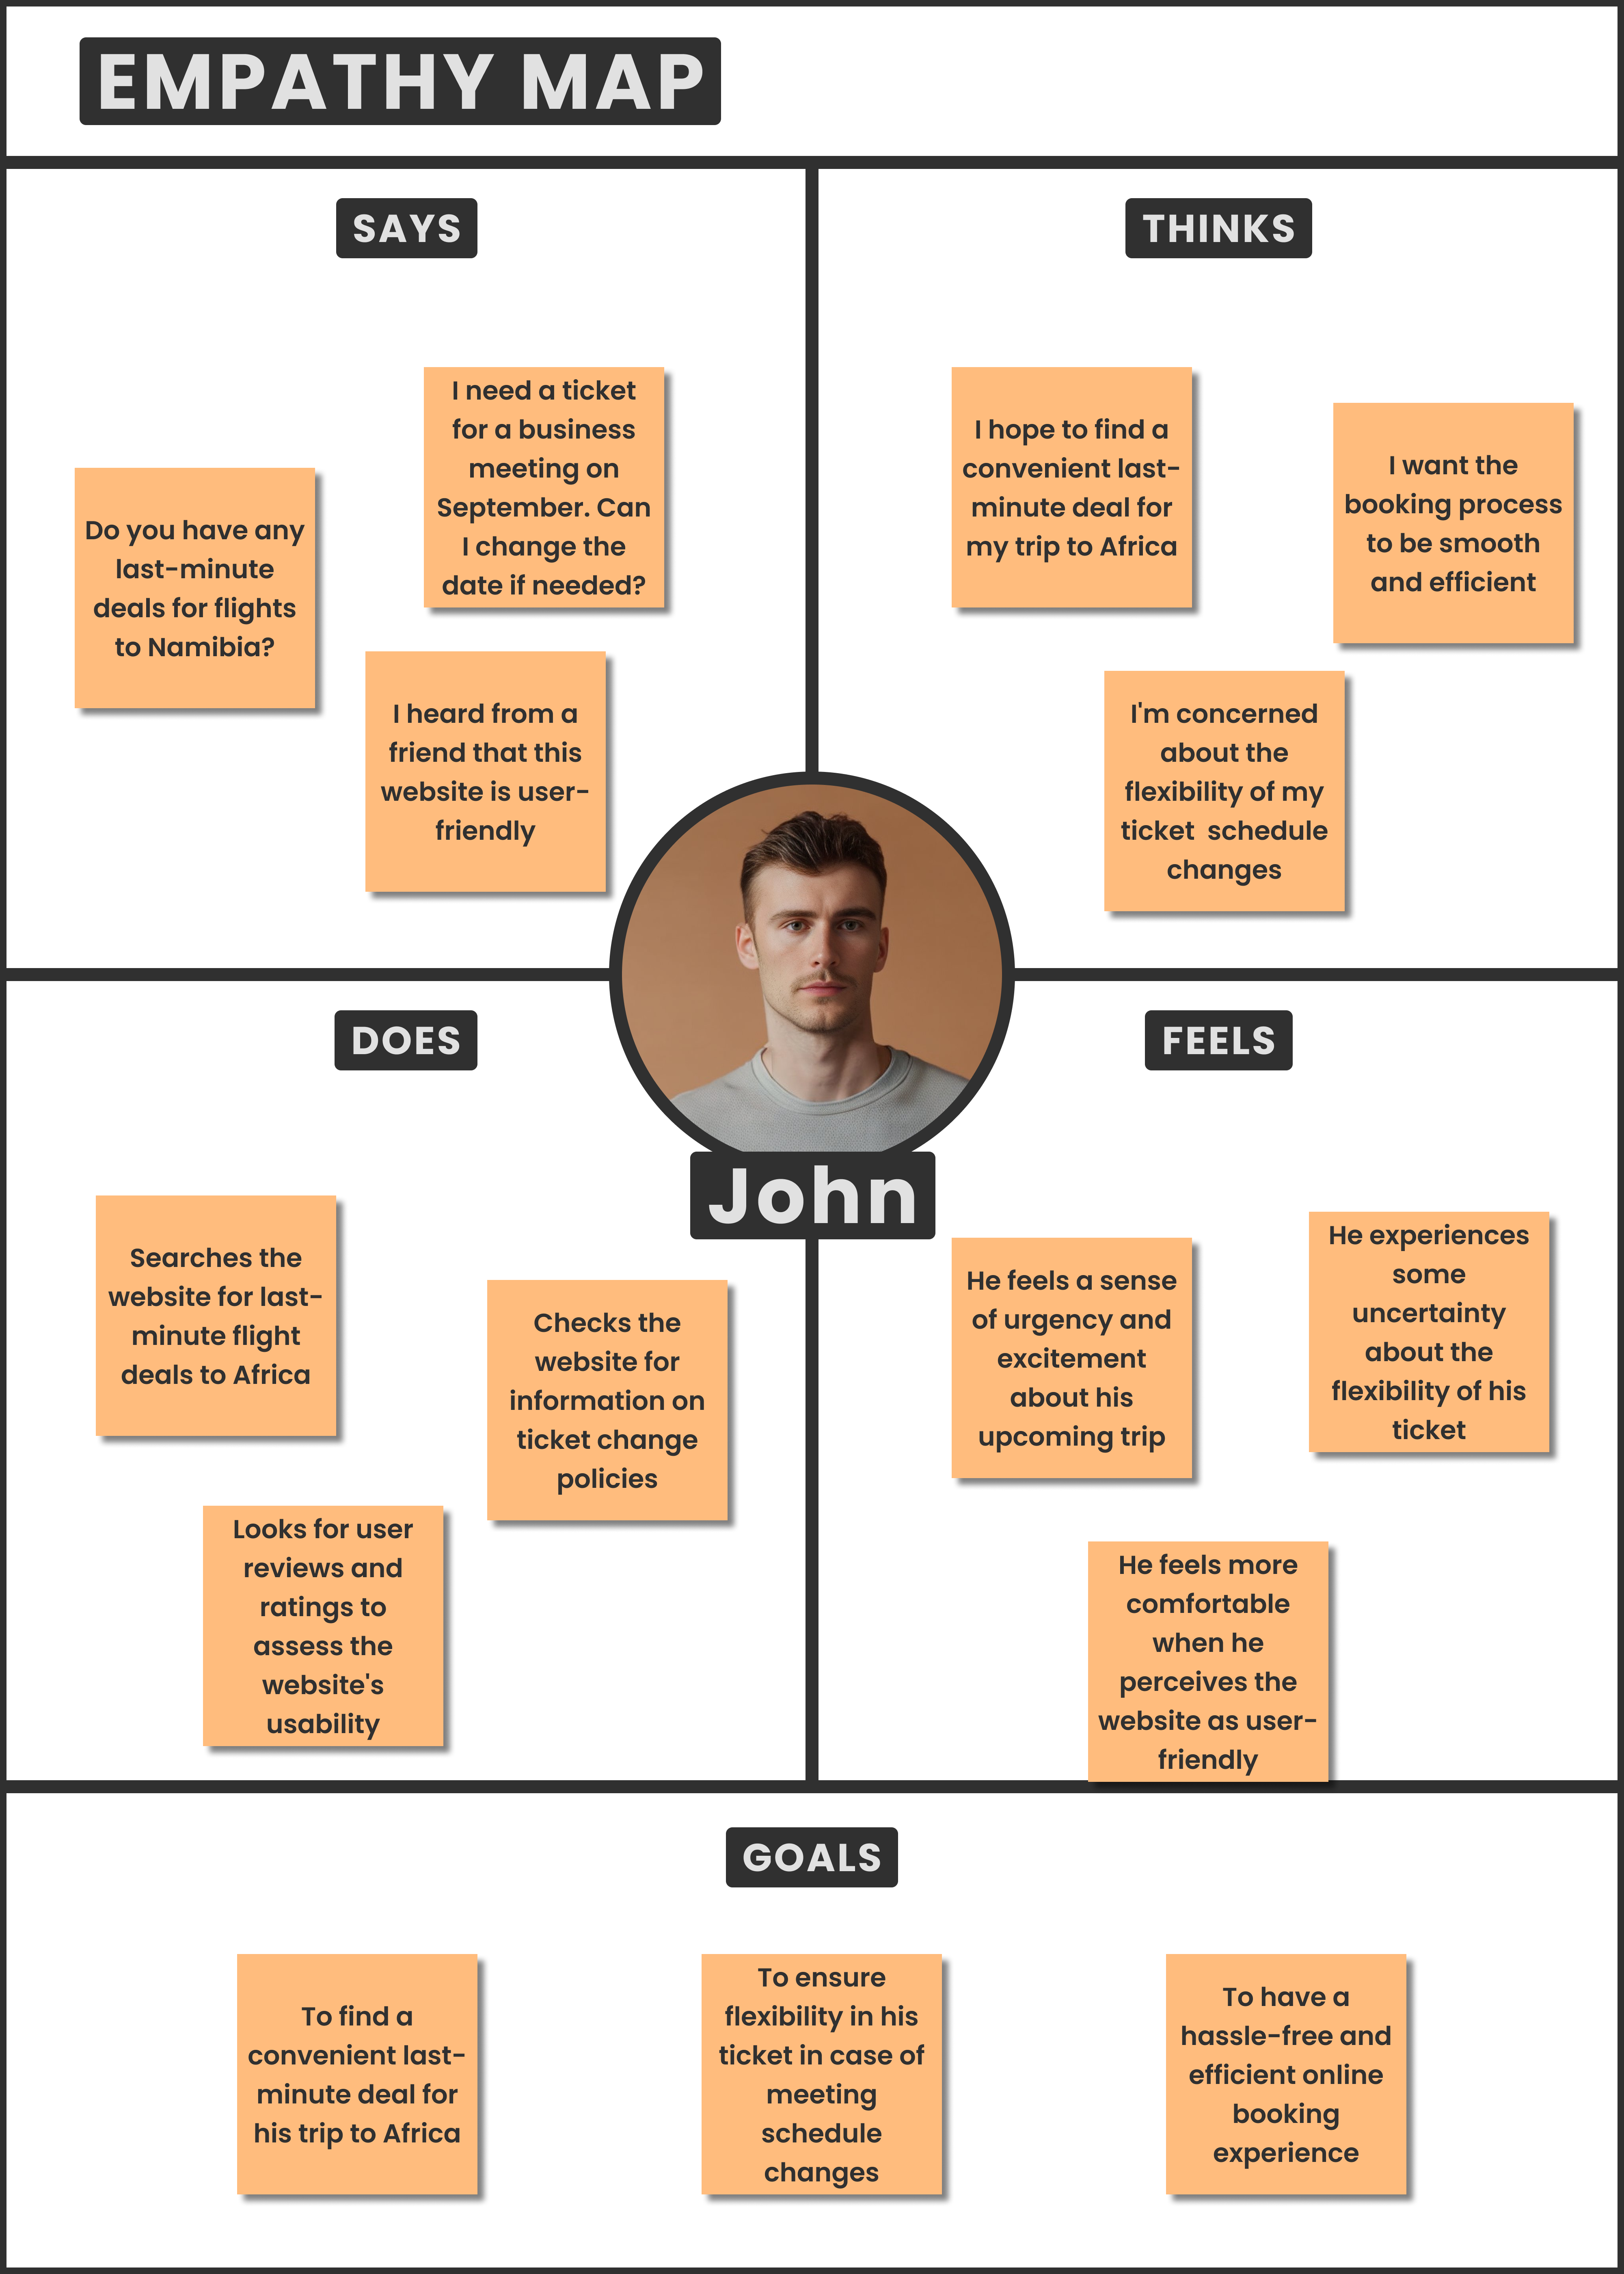 EMPATHY MAP
SAYS
Do you have any
last-minute
deals for flights
to Namibia?
I need a ticket
for a business
meeting on
September. Can
I change the
date if needed?
I heard from a
friend that this
website is user-
friendly
THINKS
I hope to find a
convenient last-
minute deal for
my trip to Africa
I want the
booking process
to be smooth
and efficient
I'm concerned
about the
flexibility of my
ticket  schedule
changes
John
DOES
Searches the
website for last-
minute flight
deals to Africa
Checks the
website for
information on
ticket change
policies
Looks for user
reviews and
ratings to
assess the
website's
usability
FEELS
He feels a sense
of urgency and
excitement
about his
upcoming trip
He experiences
some
uncertainty
about the
flexibility of his
ticket
He feels more
comfortable
when he
perceives the
website as user-
friendly
GOALS
To find a
convenient last-
minute deal for
his trip to Africa
To ensure
flexibility in his
ticket in case of
meeting
schedule
changes
To have a
hassle-free and
efficient online
booking
experience